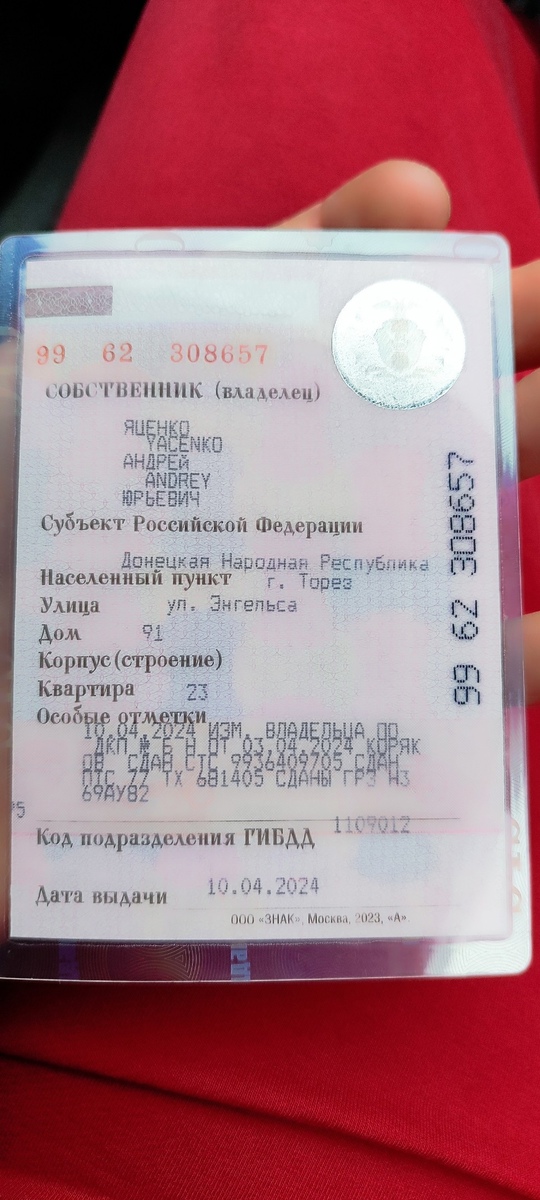 99 62 308657
СОБСТВЕННИК (владелец)
ЯЦЕНКО
YACENKO
АНДРЕЙ
ANDREY
ЮРЬЕВИЧ
Субъект Российской Федерации
Донецкая Народная Республика
Населенный пункт г. Торез
Улица ул. Энгельса
Дом 91
Корпус (строение)
Квартира 23
Особые отметки
10.04.2024 ИЗМ. ВЛАДЕЛЬЦА ПО
ДКП № Б Н ОТ 03.04.2024 КОРЯК
ОВ СДАН СТС 9936409705 СДАН
ПТС 77 ТХ 681405 СДАНЫ ГРЗ Н3
69АУ82
Код подразделения ГИБДД 1109012
Дата выдачи 10.04.2024
ООО «ЗНАК», Москва, 2023, «А».
99 62 308657